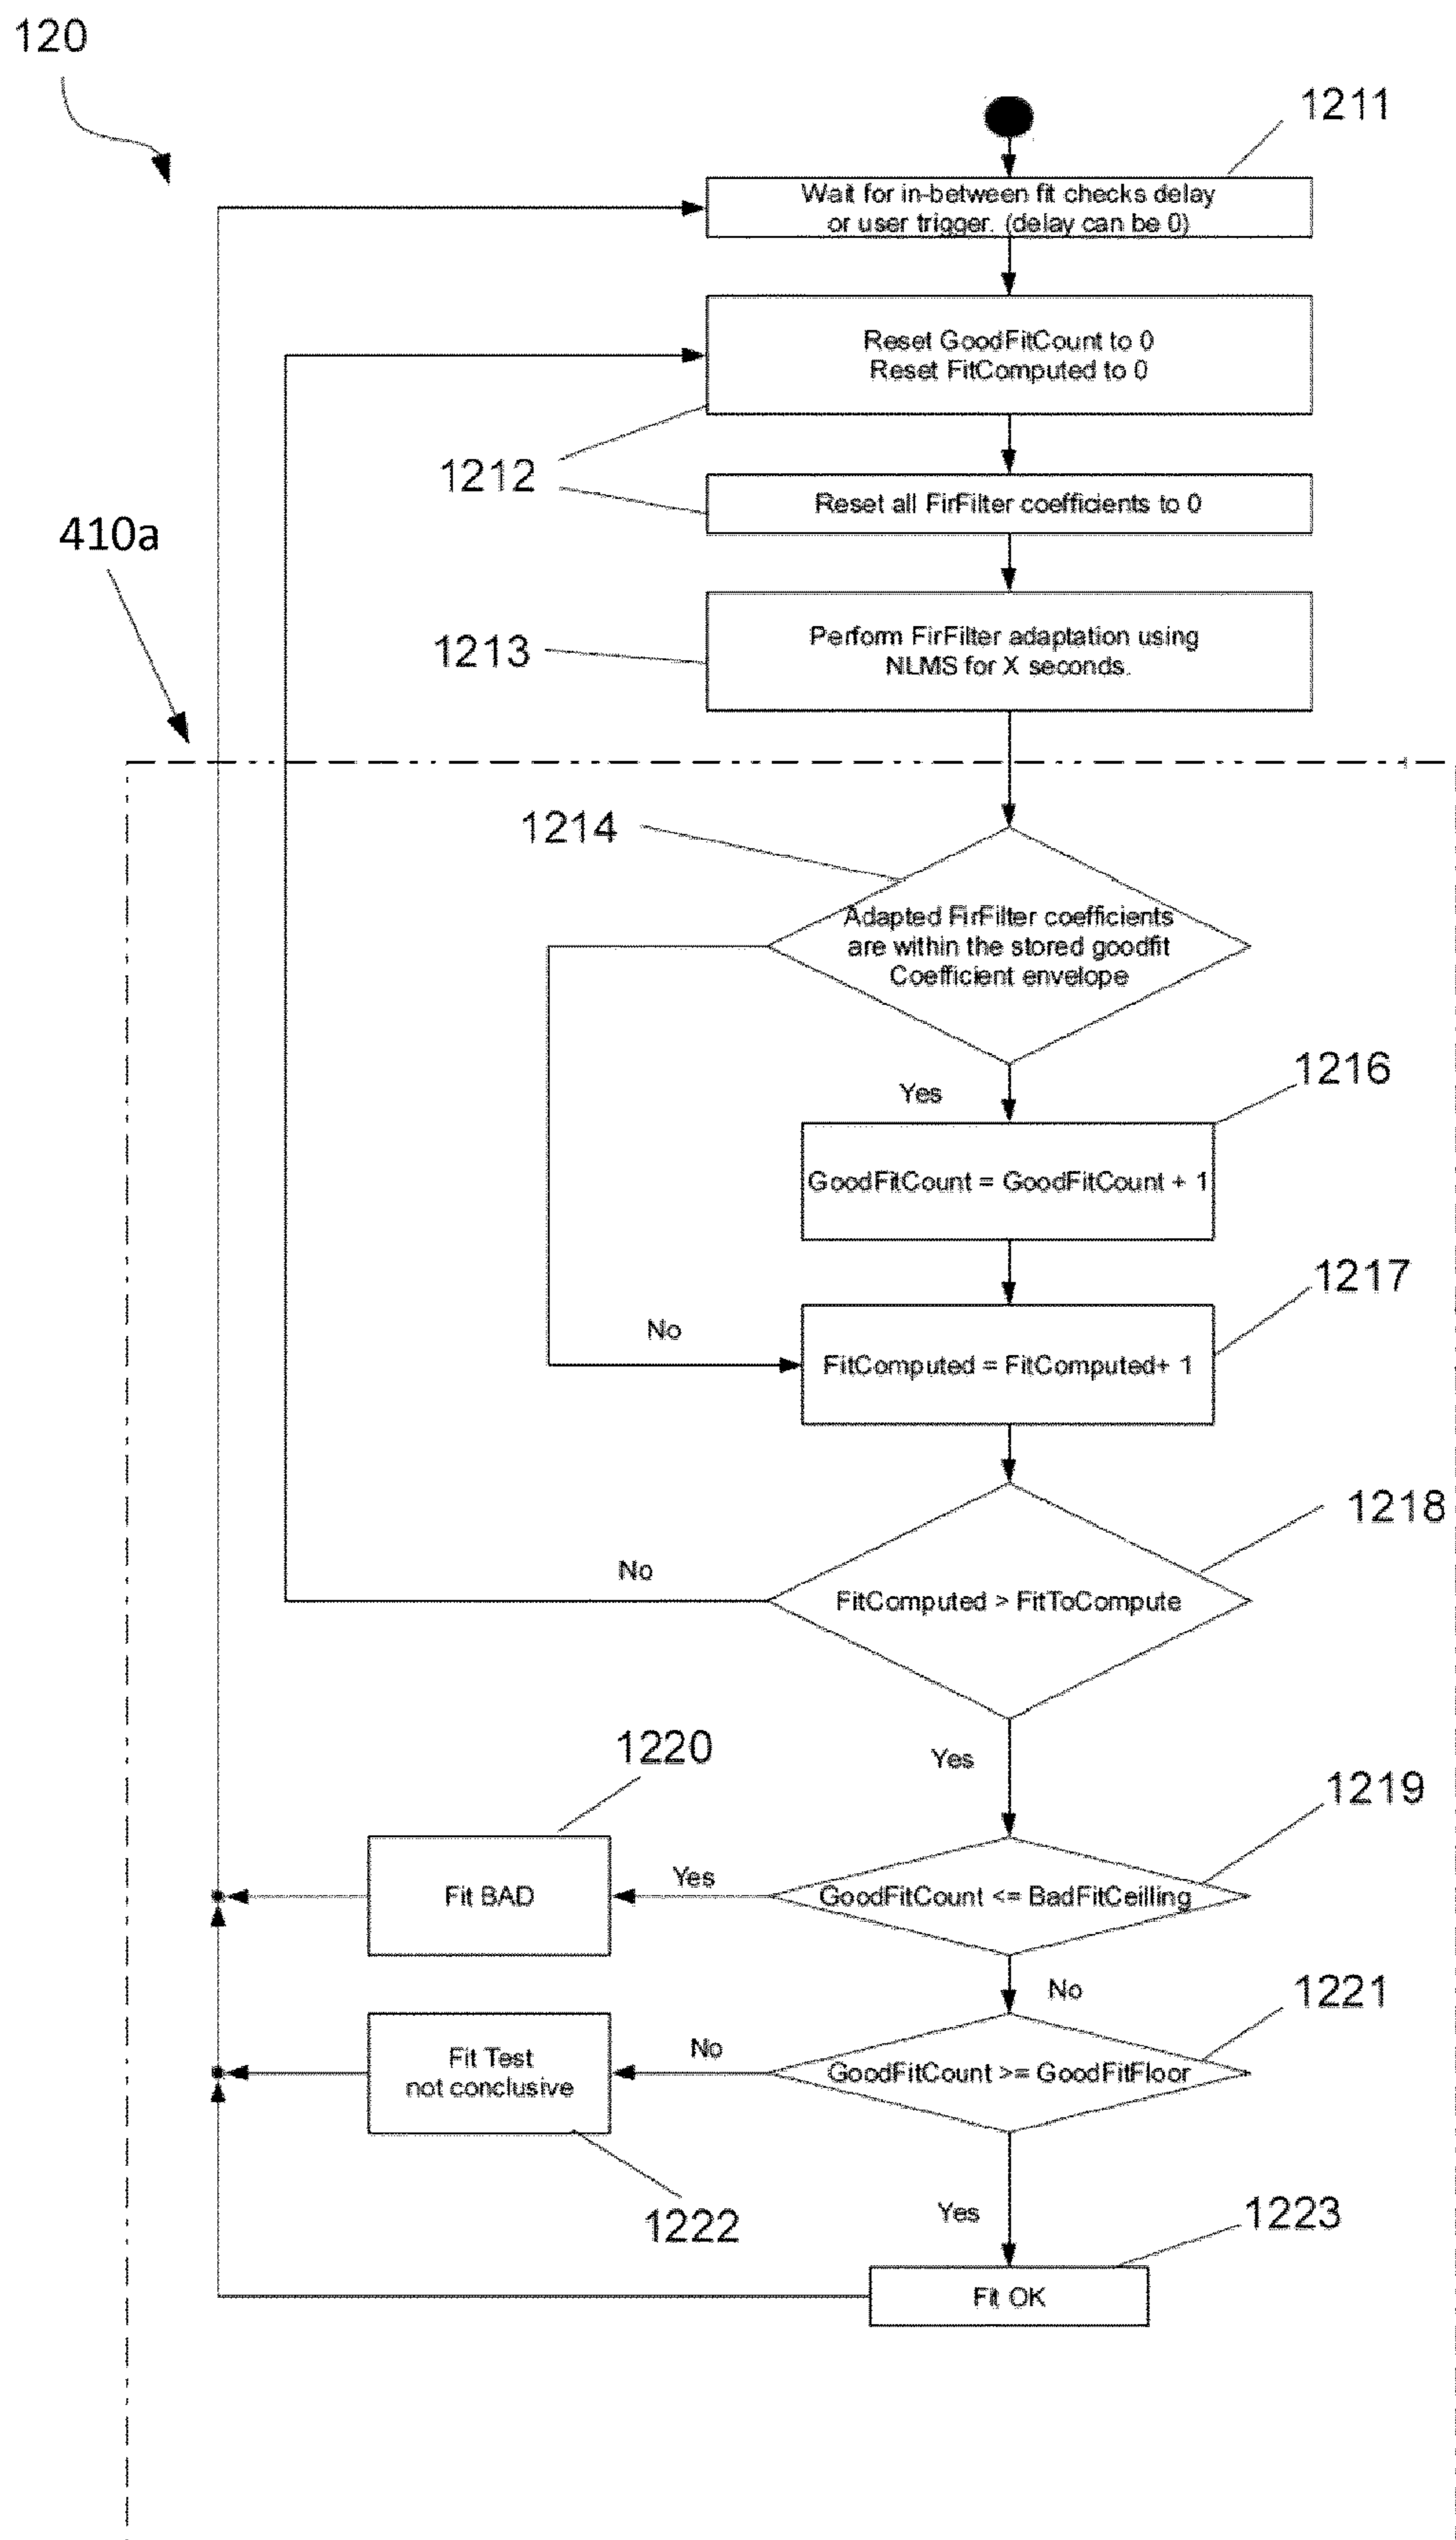 120
1211
Wait for in-between fit checks delay
or user trigger. (delay can be 0)
Reset GoodFitCount to 0
Reset FitComputed to 0
1212
Reset all FirFilter coefficients to 0
410a
1213
Perform FirFilter adaptation using
NLMS for X seconds.
1214
Adapted FirFilter coefficients
are within the stored goodfit
Coefficient envelope
1216
Yes
GoodFitCount = GoodFitCount + 1
1217
No
FitComputed = FitComputed+ 1
1218
No
FitComputed > FitToCompute
1220
Yes
1219
Fit BAD
Yes
GoodFitCount <= BadFitCeilling
No
1221
Fit Test
not conclusive
No
GoodFitCount >= GoodFitFloor
1222
Yes
1223
Fit OK